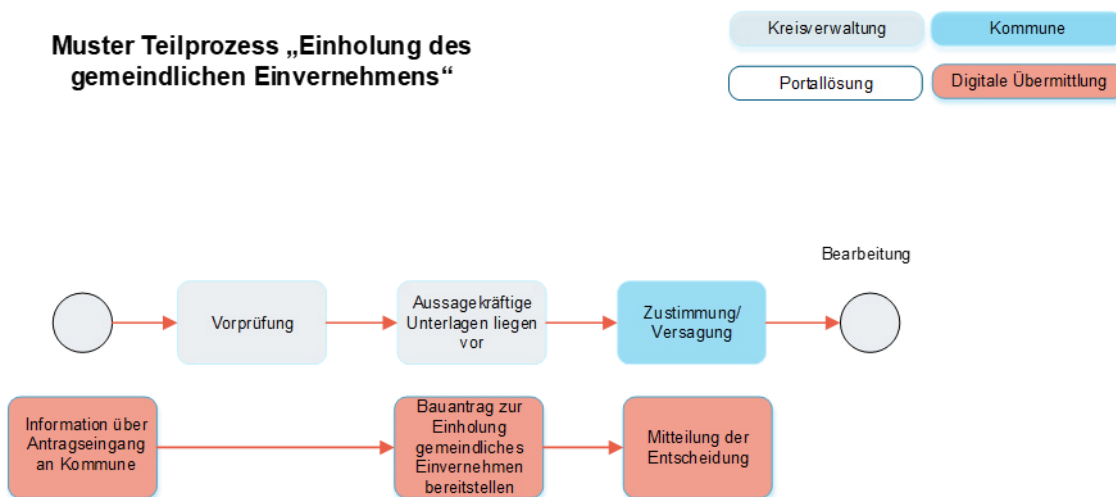 Muster Teilprozess „Einholung des
gemeindlichen Einvernehmens“
Kreisverwaltung
Kommune
Portallösung
Digitale Übermittlung
Bearbeitung
Vorprüfung
Aussagekräftige
Unterlagen liegen
vor
Zustimmung/
Versagung
Information über
Antragseingang
an Kommune
Bauantrag zur
Einholung
gemeindliches
Einvernehmen
bereitstellen
Mitteilung der
Entscheidung